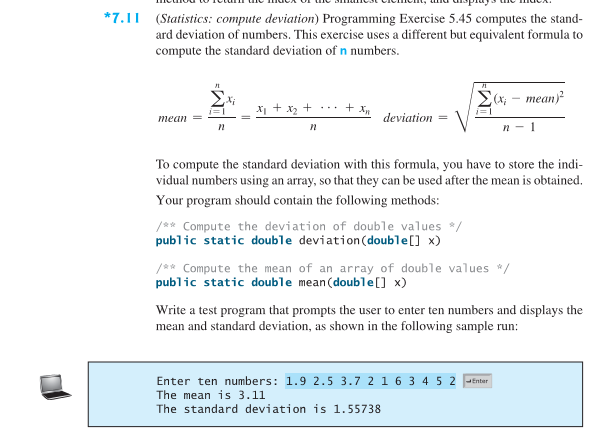 method to return the index of the smallest element, and displays the index.
*7.11 (Statistics: compute deviation) Programming Exercise 5.45 computes the stand-
ard deviation of numbers. This exercise uses a different but equivalent formula to
compute the standard deviation of n numbers.
mean = \frac{\sum_{i=1}^{n} x_i}{n} = \frac{x_1 + x_2 + \cdots + x_n}{n} deviation = \sqrt{\frac{\sum_{i=1}^{n} (x_i - mean)^2}{n - 1}}
To compute the standard deviation with this formula, you have to store the indi-
vidual numbers using an array, so that they can be used after the mean is obtained.
Your program should contain the following methods:
/** Compute the deviation of double values */
public static double deviation(double[] x)
/** Compute the mean of an array of double values */
public static double mean(double[] x)
Write a test program that prompts the user to enter ten numbers and displays the
mean and standard deviation, as shown in the following sample run:
Enter ten numbers: 1.9 2.5 3.7 2 1 6 3 4 5 2 ↵Enter
The mean is 3.11
The standard deviation is 1.55738